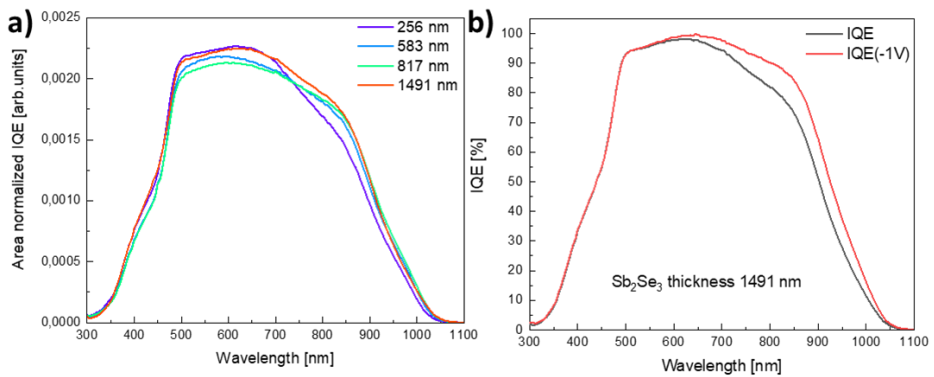 a)
0,0025
0,0020
0,0015
0,0010
0,0005
0,0000
Area normalized IQE [arb.units]
256 nm
583 nm
817 nm
1491 nm
300 400 500 600 700 800 900 1000 1100
Wavelength [nm]
b)
100
90
80
70
60
50
40
30
20
10
0
IQE [%]
IQE
IQE(-1V)
Sb₂Se₃ thickness 1491 nm
300 400 500 600 700 800 900 1000 1100
Wavelength [nm]